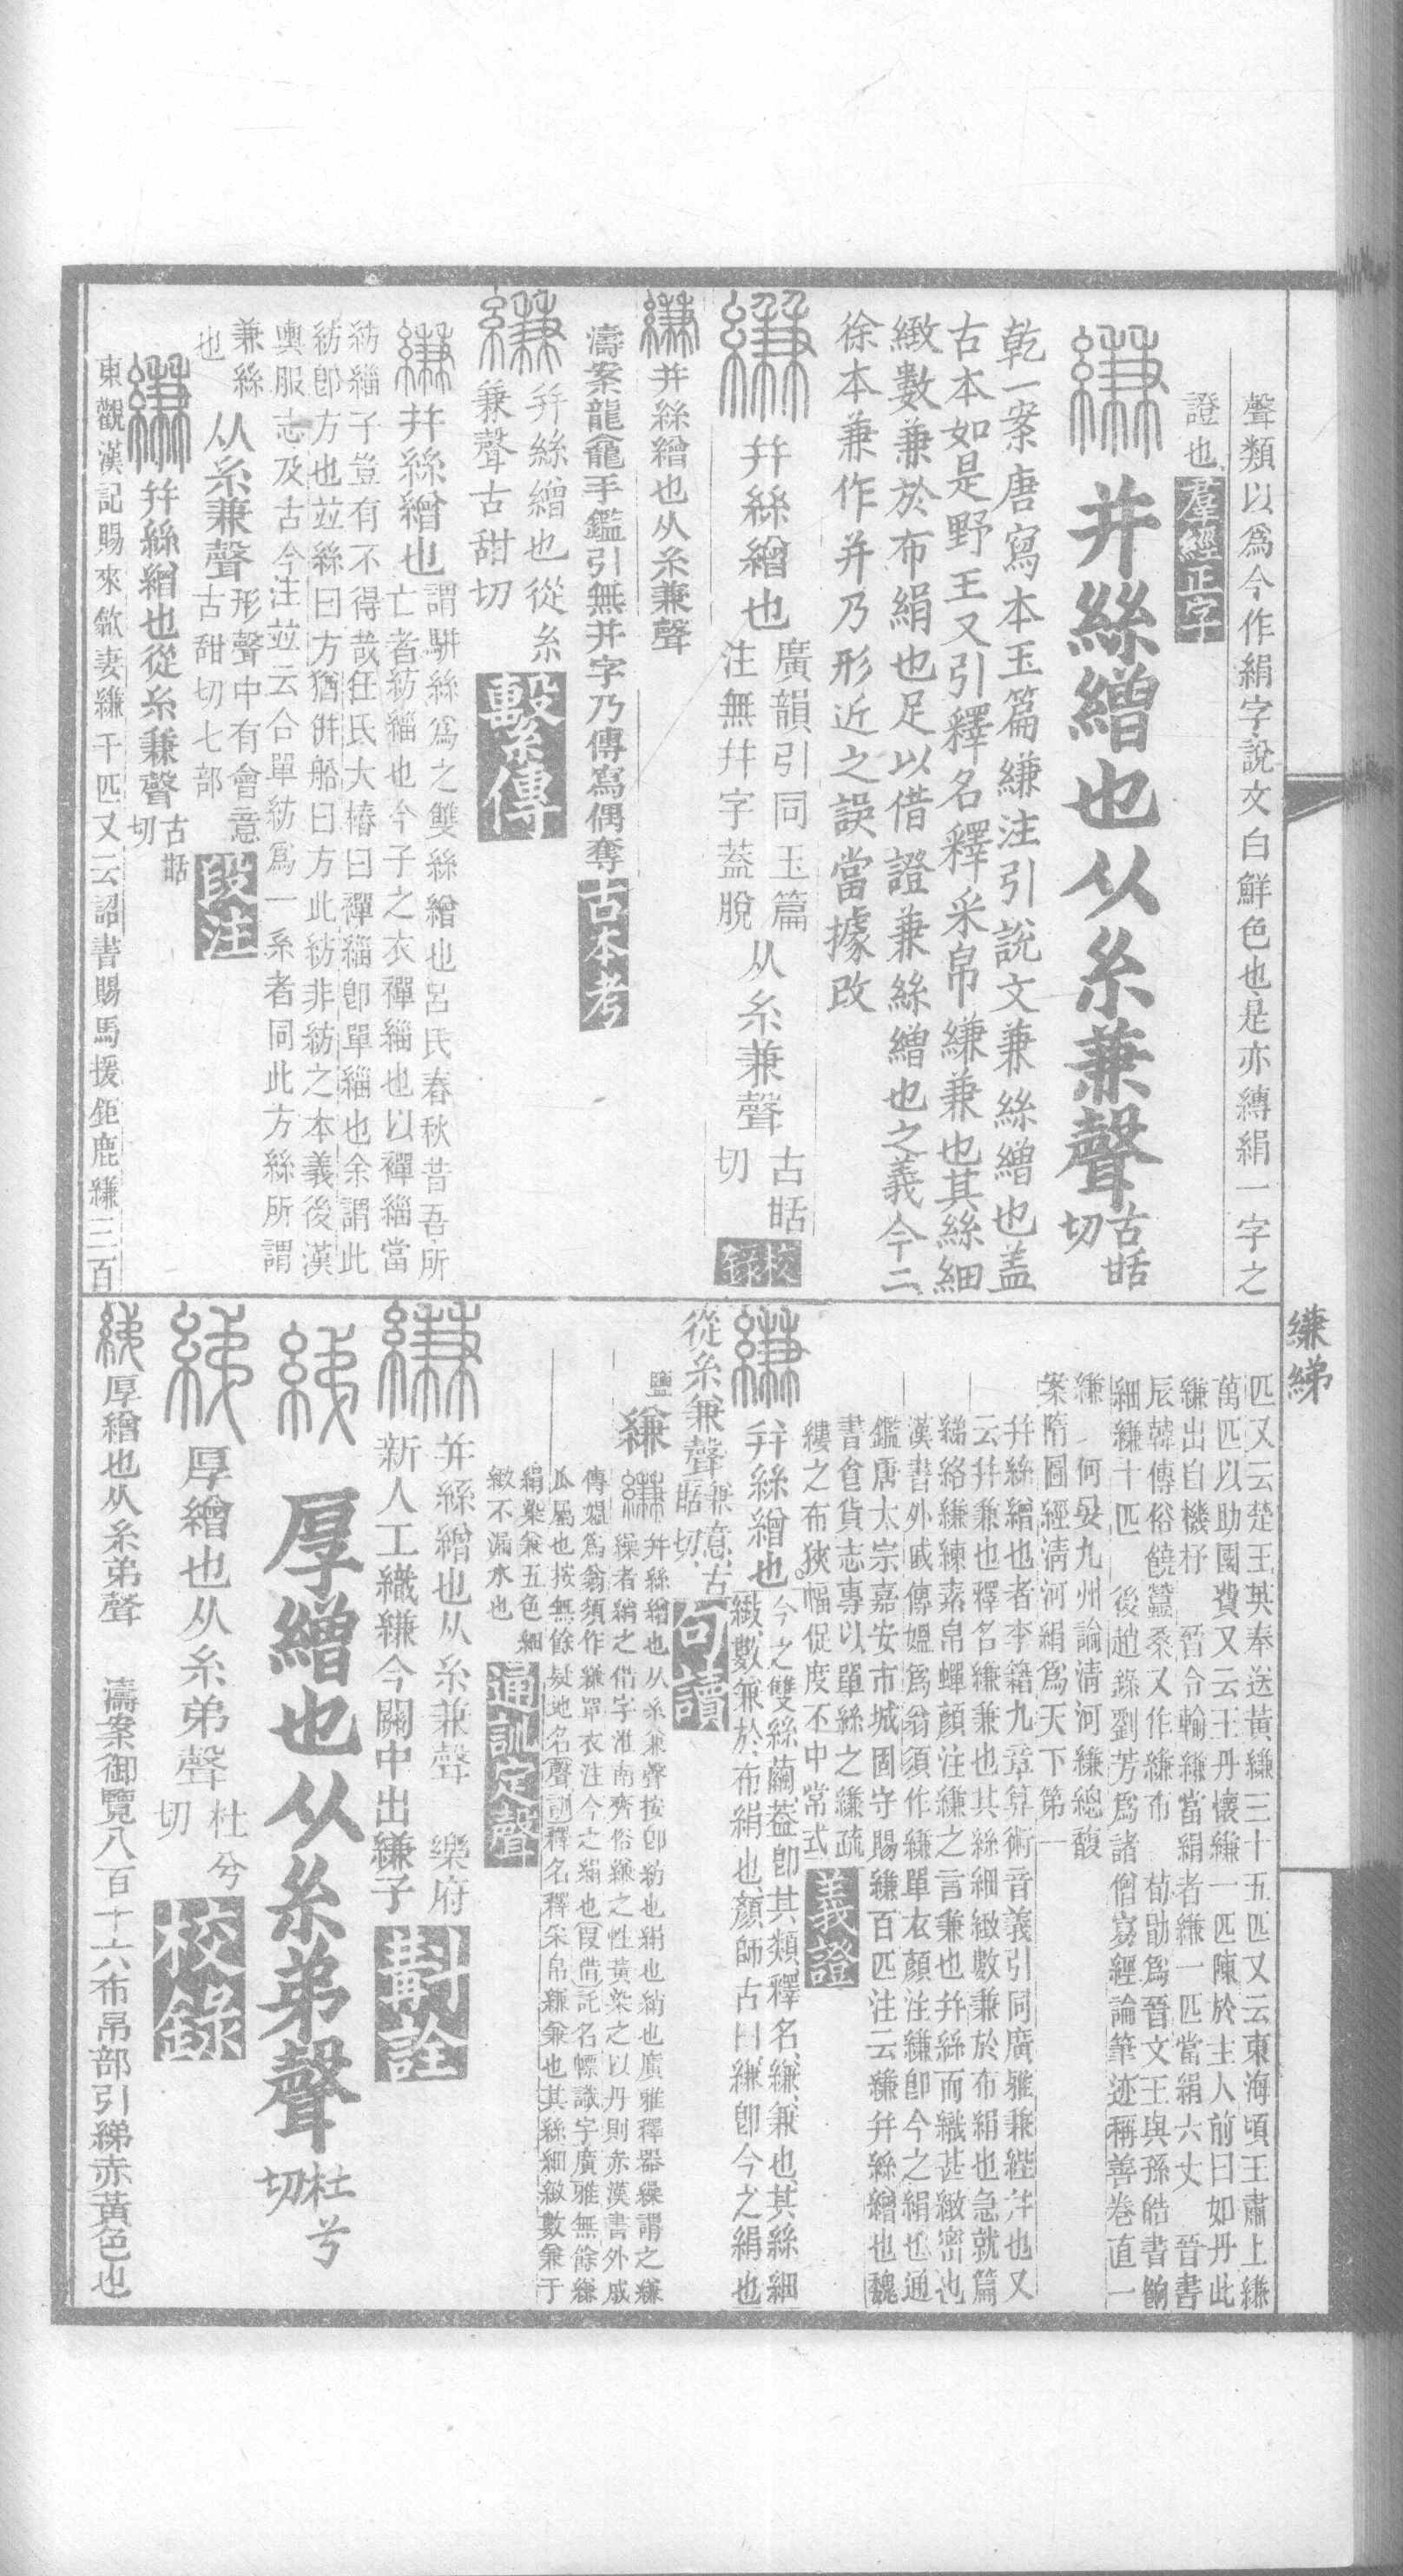 聲類以爲今作絹字說文白鮮色也是亦縳絹一字之
證也 羣經正字
縑 并絲繒也从糸兼聲 古甛切
乾一案唐寫本玉篇縑注引說文兼絲繒也盖
古本如是野王又引釋名釋采帛縑兼也其絲細
緻數兼於布絹也足以借證兼絲繒也之義今二
徐本兼作并乃形近之誤當據改
縑 幷絲繒也 廣韻引同玉篇注無幷字蓋脫 从糸兼聲 古甛切 校錄
縑 幷絲繒也从糸兼聲
濤案龍龕手鑑引無并字乃傳寫偶奪 古本考
縑 幷絲繒也從糸
兼聲古甜切 繫傳
縑 幷絲繒也 謂駢絲爲之雙絲繒也呂氏春秋昔吾所
亡者紡緇也今子之衣襌緇也以襌緇當
紡緇子豈有不得哉任氏大椿曰襌緇卽單緇也余謂此
紡卽方也竝絲曰方猶併船曰方此紡非紡之本義後漢
輿服志及古今注竝云合單紡爲一系者同此方絲所謂
兼絲也 从糸兼聲 形聲中有會意古甜切七部 段注
縑 幷絲繒也從糸兼聲 古甛切
東觀漢記賜來歙妻縑千匹又云詔書賜馬援鉅鹿縑三百
縑綈
匹又云楚王英奉送黃縑三十五匹又云東海頃王肅上縑
萬匹以助國費又云王丹懷縑一匹陳於主人前曰如丹此
縑出自機杼 晉令輸縑當絹者縑一匹當絹六丈 晉書
辰韓傳俗饒蠶桑又作縑布 荀勖爲晉文王與孫皓書餉
細縑十匹 後趙錄劉芳爲諸僧寫經論筆迹稱善卷直一
縑 何晏九州論淸河縑總馥
案隋圖經淸河絹爲天下第一
幷絲繒也者李籍九章算術音義引同廣雅兼絰幷也又
云幷兼也釋名縑兼也其絲細緻數兼於布絹也急就篇
綈絡縑練素帛蟬顏注縑之言兼也幷絲而織甚緻密也
漢書外戚傳媼爲翁須作縑單衣顏注縑卽今之絹也通
鑑唐太宗嘉安市城固守賜縑百匹注云縑幷絲繒也魏
書食貨志專以單絲之縑疏
縷之布狹幅促度不中常式 義證
縑 幷絲繒也 今之雙絲繭蓋卽其類釋名縑兼也其絲細
緻數兼於布絹也顏師古曰縑卽今之絹也
從糸兼聲 兼意古甛切 句讀
縑 幷絲繒也从糸兼聲按卽紡也絹也綃也廣雅釋器繰謂之縑
繰者綃之借字淮南齊俗縑之性黃染之以丹則赤漢書外戚
傳媼爲翁須作縑單衣注今之絹也假借託名幖識字廣雅無餘縑
瓜屬也按無餘疑地名聲訓釋名釋采帛縑兼也其絲細緻數兼于
絹染兼五色細
緻不漏水也 通訓定聲
縑 幷絲繒也从糸兼聲 樂府
新人工織縑今關中出縑子 斠詮
綈 厚繒也从糸弟聲 杜兮切
綈 厚繒也从糸弟聲 杜兮切 校錄
綈 厚繒也从糸弟聲 濤案御覽八百十六布帛部引綈赤黃色也